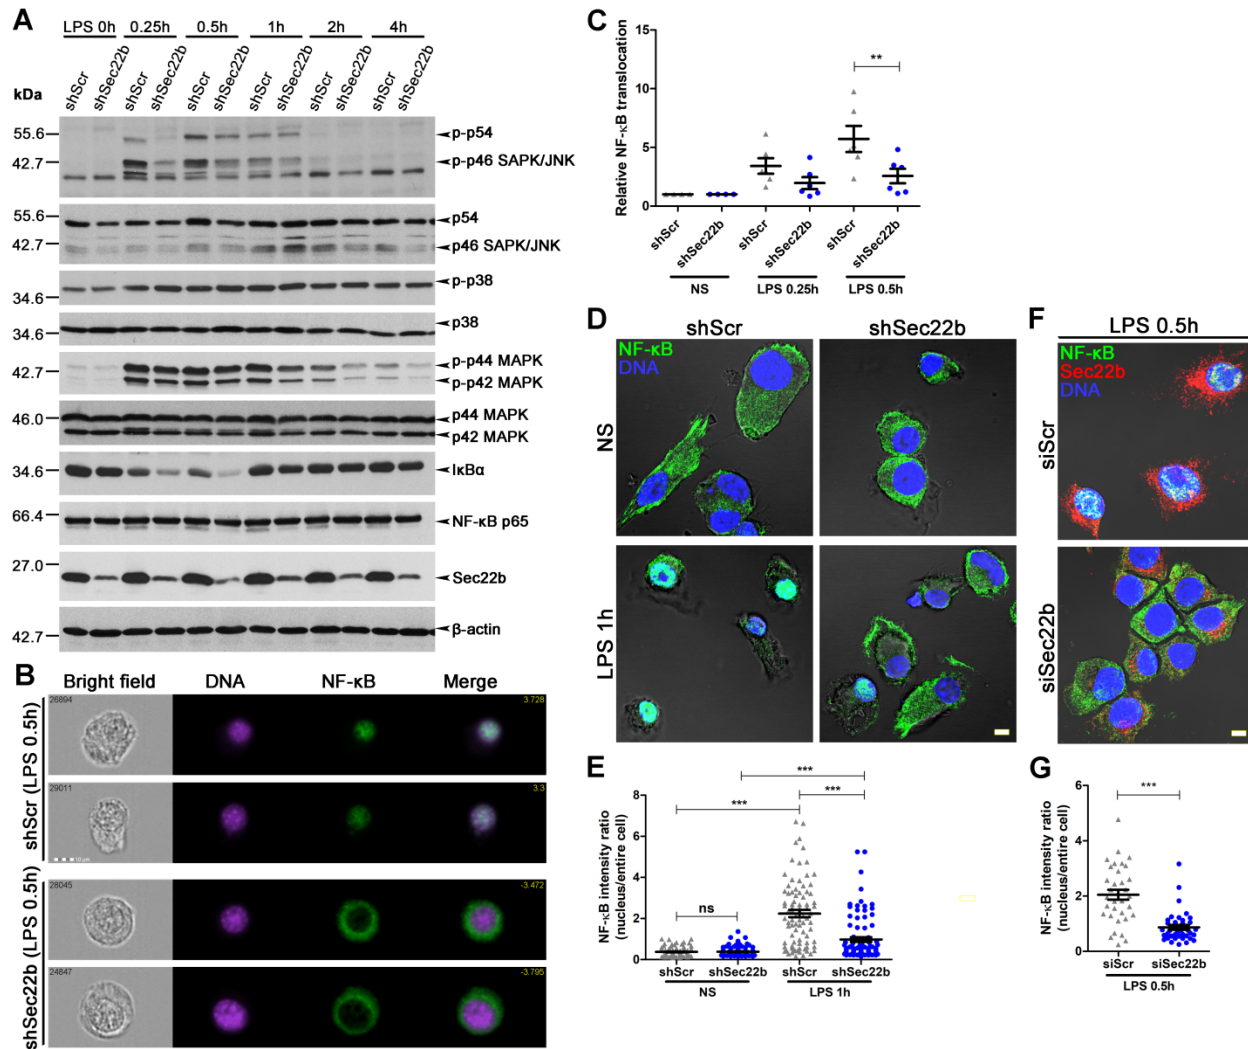 A
LPS 0h 0.25h 0.5h 1h 2h 4h
shScr shSec22b shScr shSec22b shScr shSec22b shScr shSec22b shScr shSec22b shScr shSec22b
kDa
55.6 p-p54
42.7 p-p46 SAPK/JNK
55.6 p54
42.7 p46 SAPK/JNK
p-p38
34.6
p38
34.6
p-p44 MAPK
42.7 p-p42 MAPK
46.0 p44 MAPK
p42 MAPK
34.6 IκBα
66.4 NF-κB p65
27.0 Sec22b
42.7 β-actin
B
Bright field DNA NF-κB Merge
shScr (LPS 0.5h)
26894 3.728
29011 3.3
10 µm
shSec22b (LPS 0.5h)
28045 -3.472
24847 -3.795
C
Relative NF-κB translocation
15
10
5
0
**
shScr shSec22b shScr shSec22b shScr shSec22b
NS LPS 0.25h LPS 0.5h
D
shScr shSec22b
NF-κB
DNA
NS
LPS 1h
E
NF-κB intensity ratio
(nucleus/entire cell)
8
6
4
2
0
***
*** ***
ns
shScr shSec22b shScr shSec22b
NS LPS 1h
F
LPS 0.5h
NF-κB
Sec22b
DNA
siScr
siSec22b
G
NF-κB intensity ratio
(nucleus/entire cell)
6
4
2
0
***
siScr siSec22b
LPS 0.5h